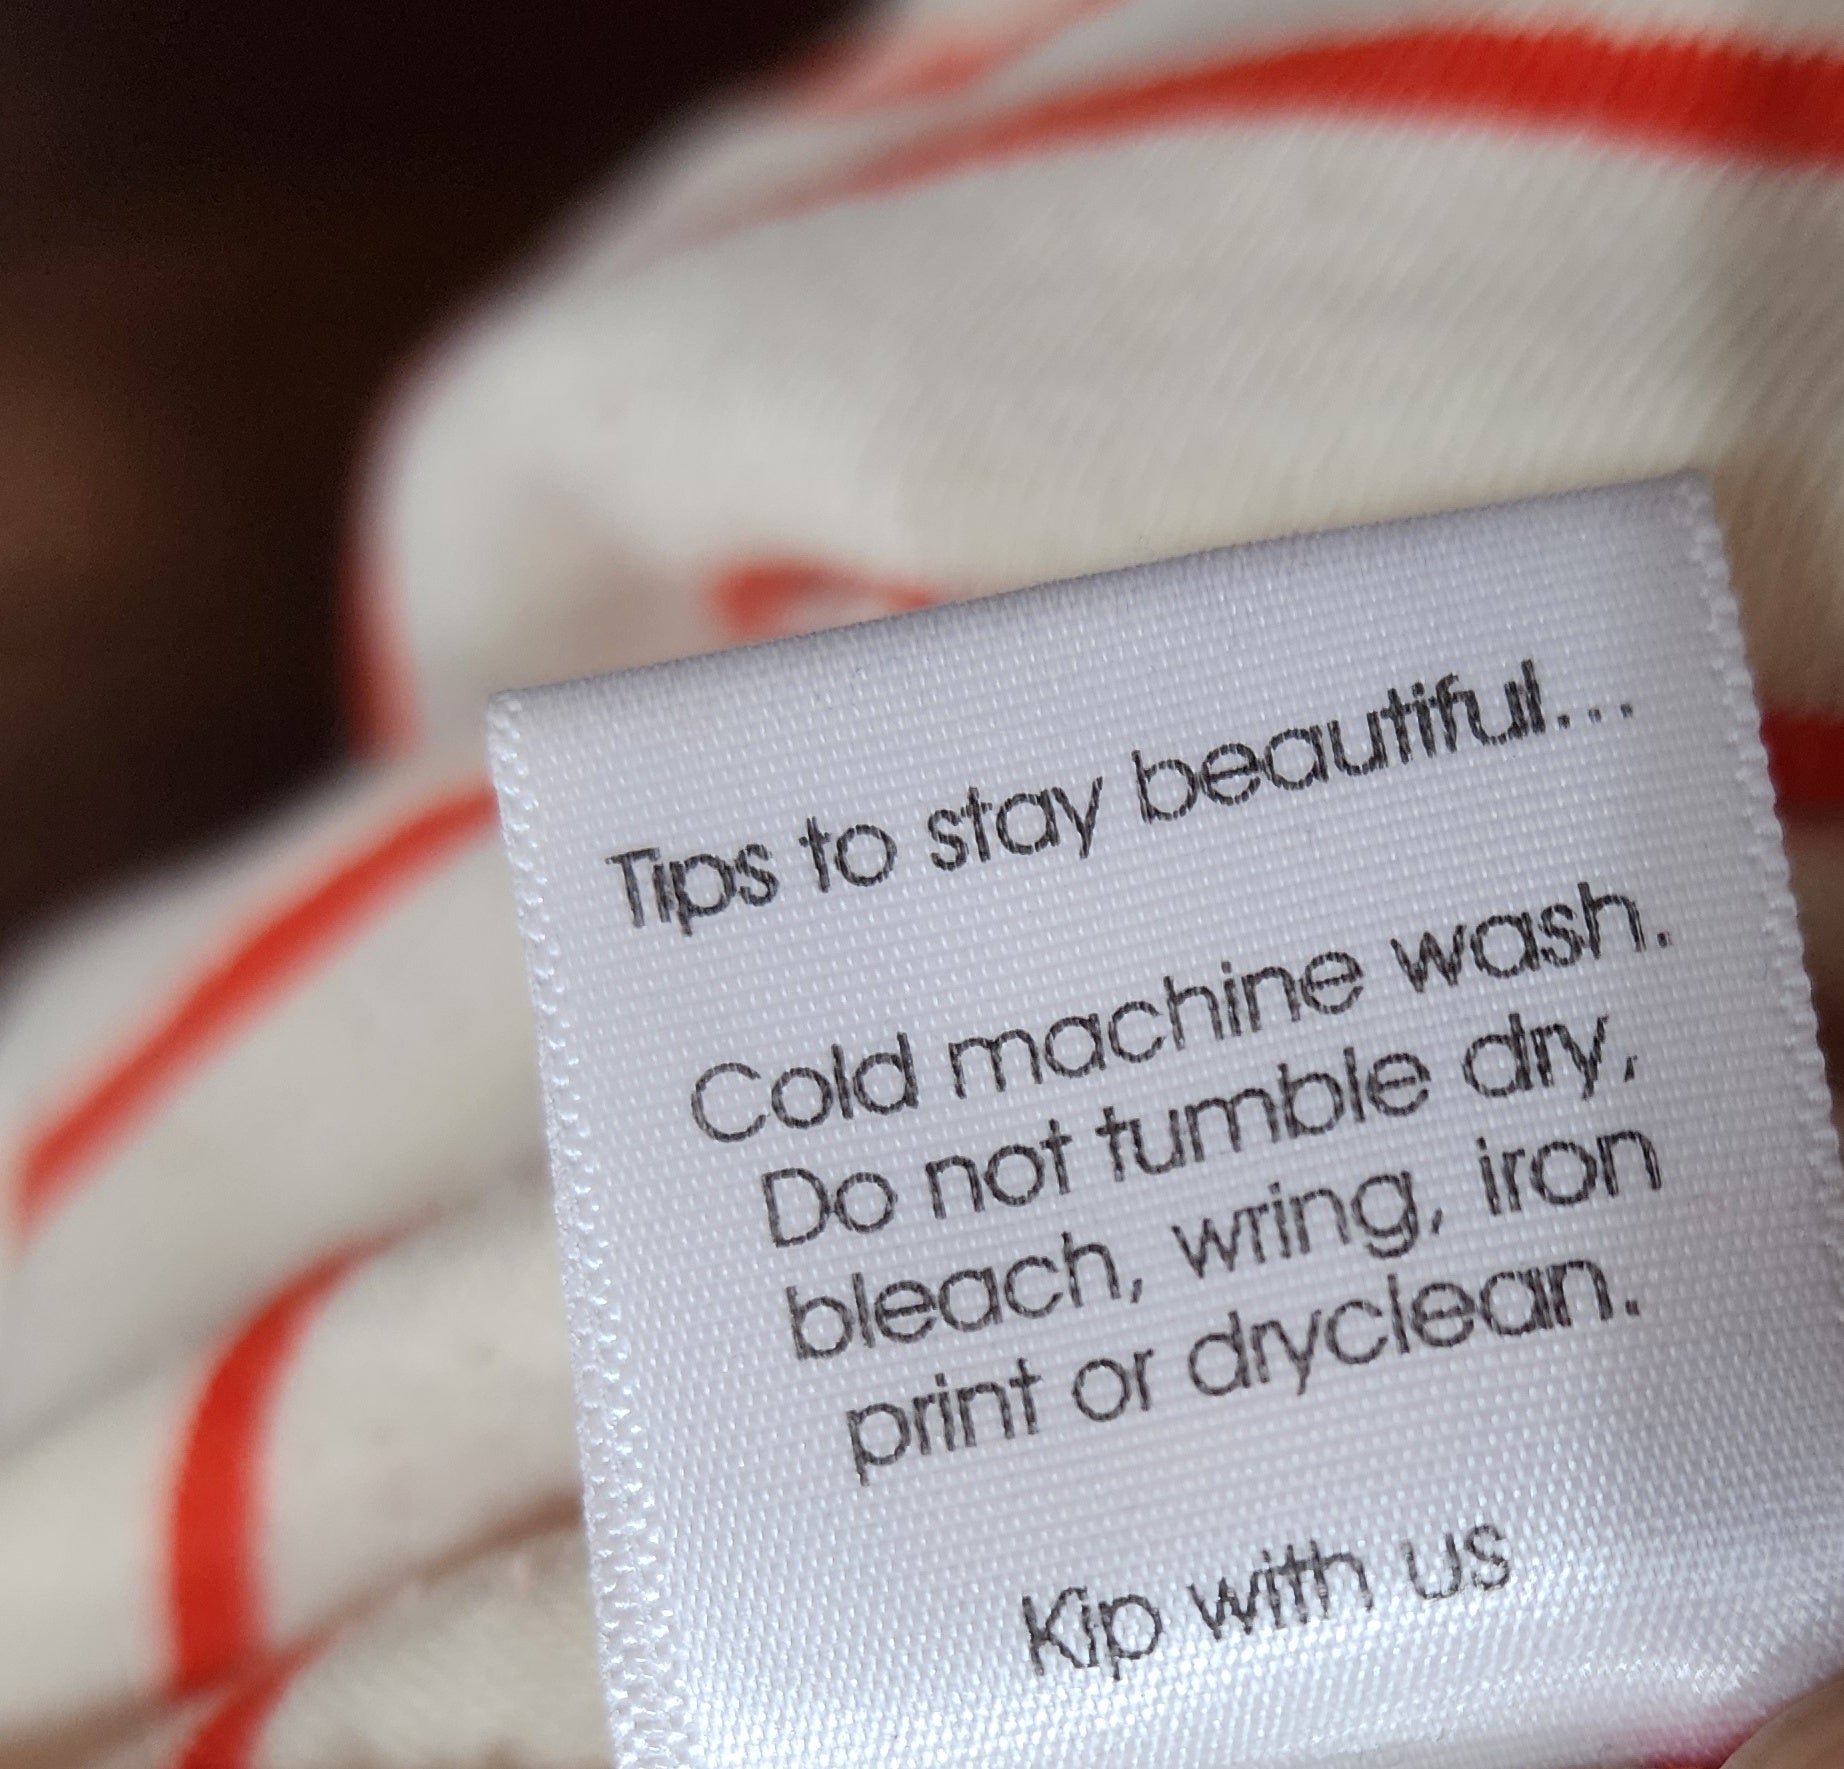 Tips to stay beautiful...
Cold machine wash.
Do not tumble dry,
bleach, wring, iron
print or dryclean.
Kip with us